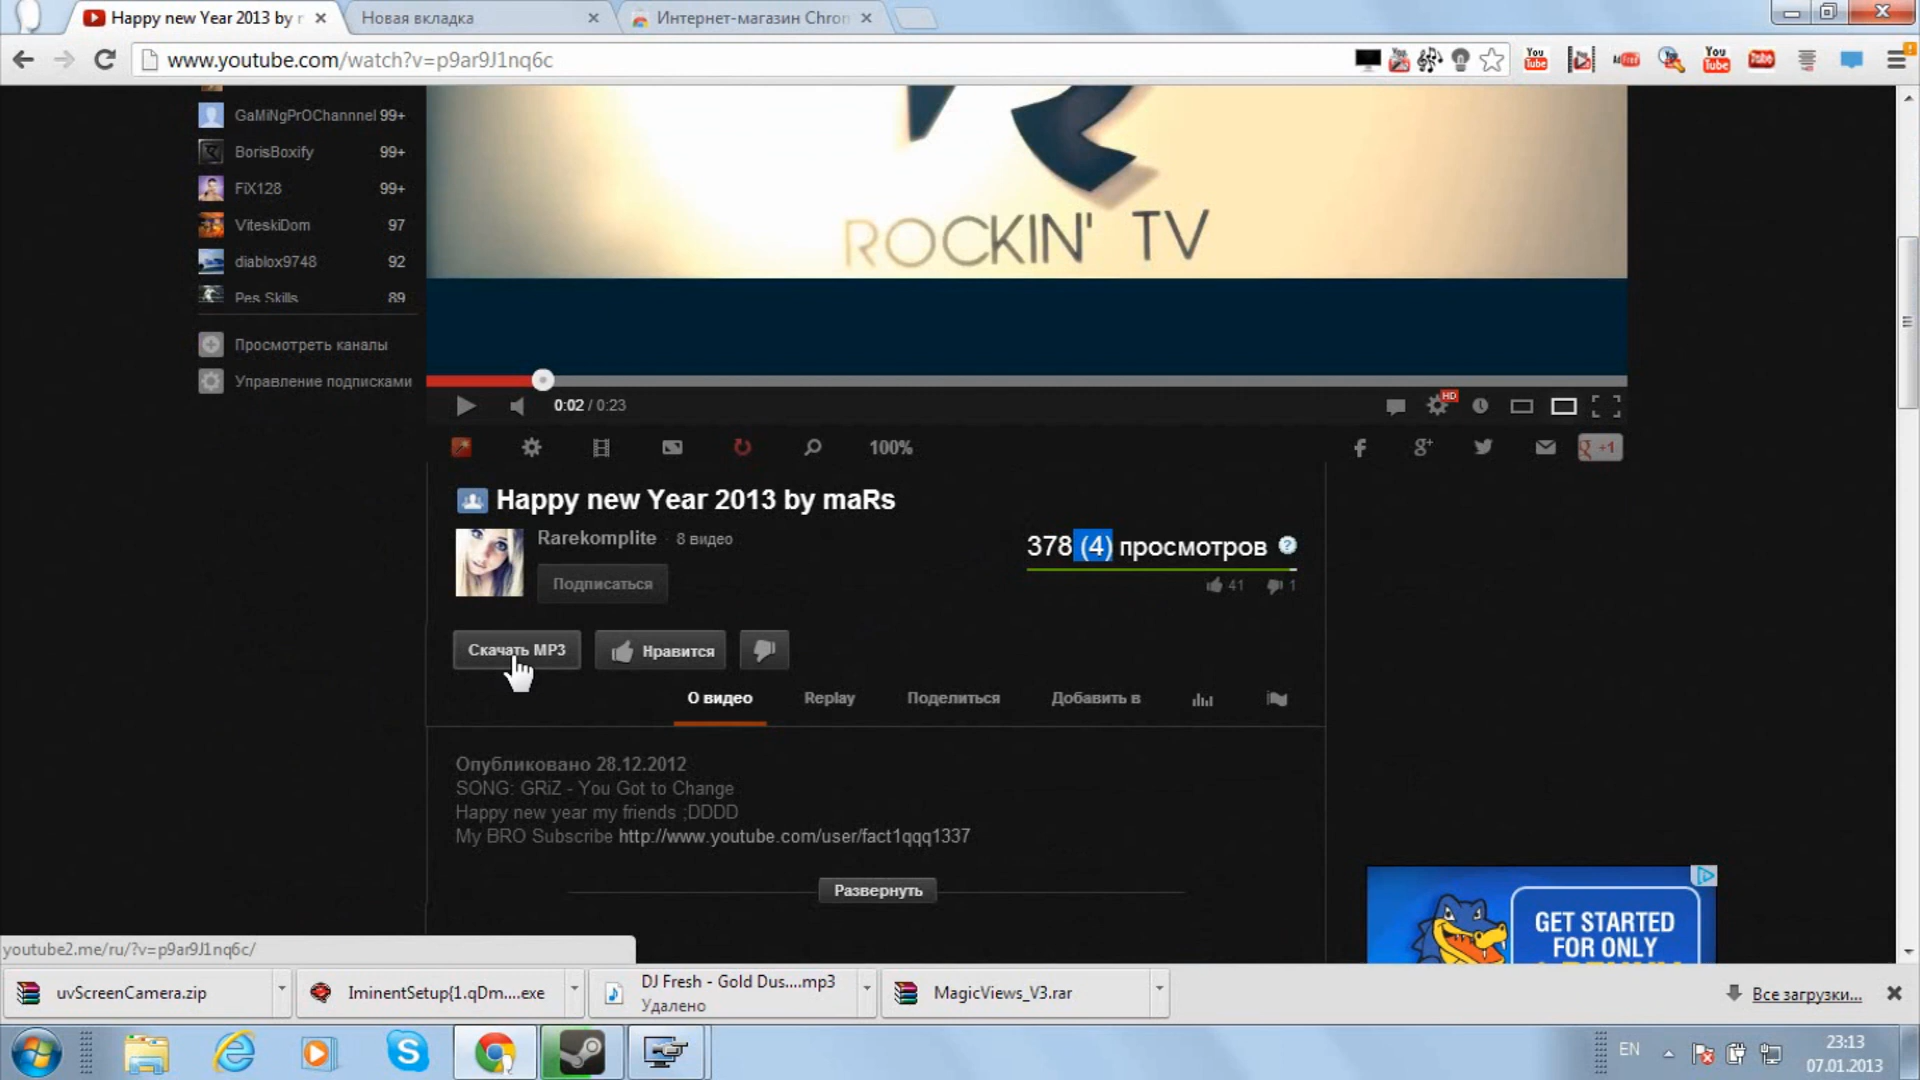 Happy new Year 2013 by
Новая вкладка
Интернет-магазин Chron
www.youtube.com/watch?v=p9ar9J1nq6c
GaMiNgPrOChannnel 99+
BorisBoxify 99+
FiX128 99+
ViteskiDom 97
diablox9748 92
Pes Skills 89
Просмотреть каналы
Управление подписками
ROCKIN' TV
0:02 / 0:23
HD
100%
+1
Happy new Year 2013 by maRs
Rarekomplite · 8 видео
Подписаться
378 (4) просмотров
41
1
Скачать MP3
Нравится
О видео
Replay
Поделиться
Добавить в
Опубликовано 28.12.2012
SONG: GRiZ - You Got to Change
Happy new year my friends ;DDDD
My BRO Subscribe http://www.youtube.com/user/fact1qqq1337
Развернуть
GET STARTED
FOR ONLY
youtube2.me/ru/?v=p9ar9J1nq6c/
uvScreenCamera.zip
IminentSetup{1.qDm....exe
DJ Fresh - Gold Dus....mp3
Удалено
MagicViews_V3.rar
Все загрузки...
EN
23:13
07.01.2013